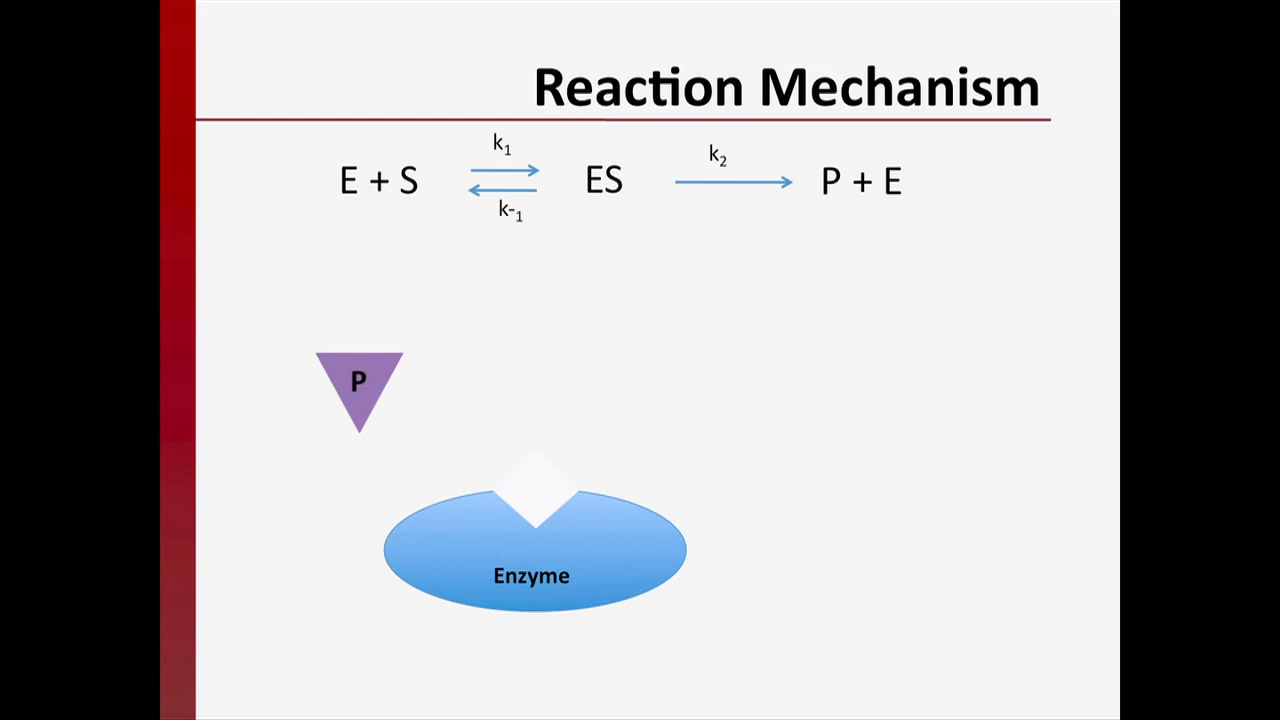 Reaction Mechanism
k1
E + S ES P + E
k2
k-1
P
Enzyme